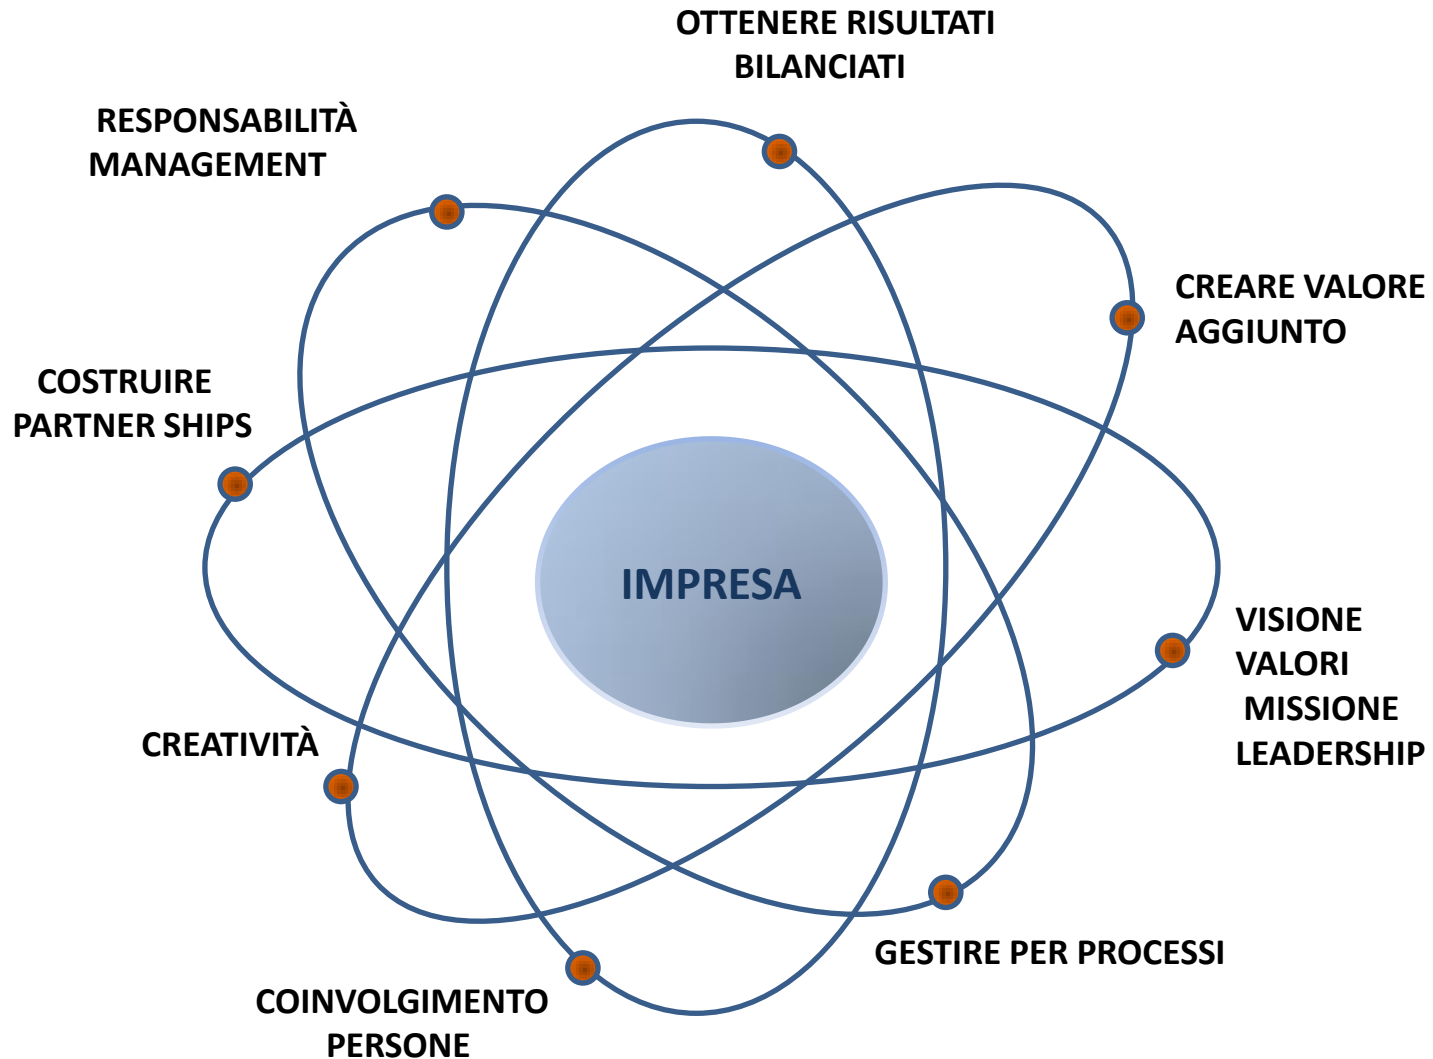 OTTENERE RISULTATI
BILANCIATI
RESPONSABILITÀ
MANAGEMENT
CREARE VALORE
AGGIUNTO
COSTRUIRE
PARTNER SHIPS
IMPRESA
VISIONE
VALORI
MISSIONE
LEADERSHIP
CREATIVITÀ
GESTIRE PER PROCESSI
COINVOLGIMENTO
PERSONE